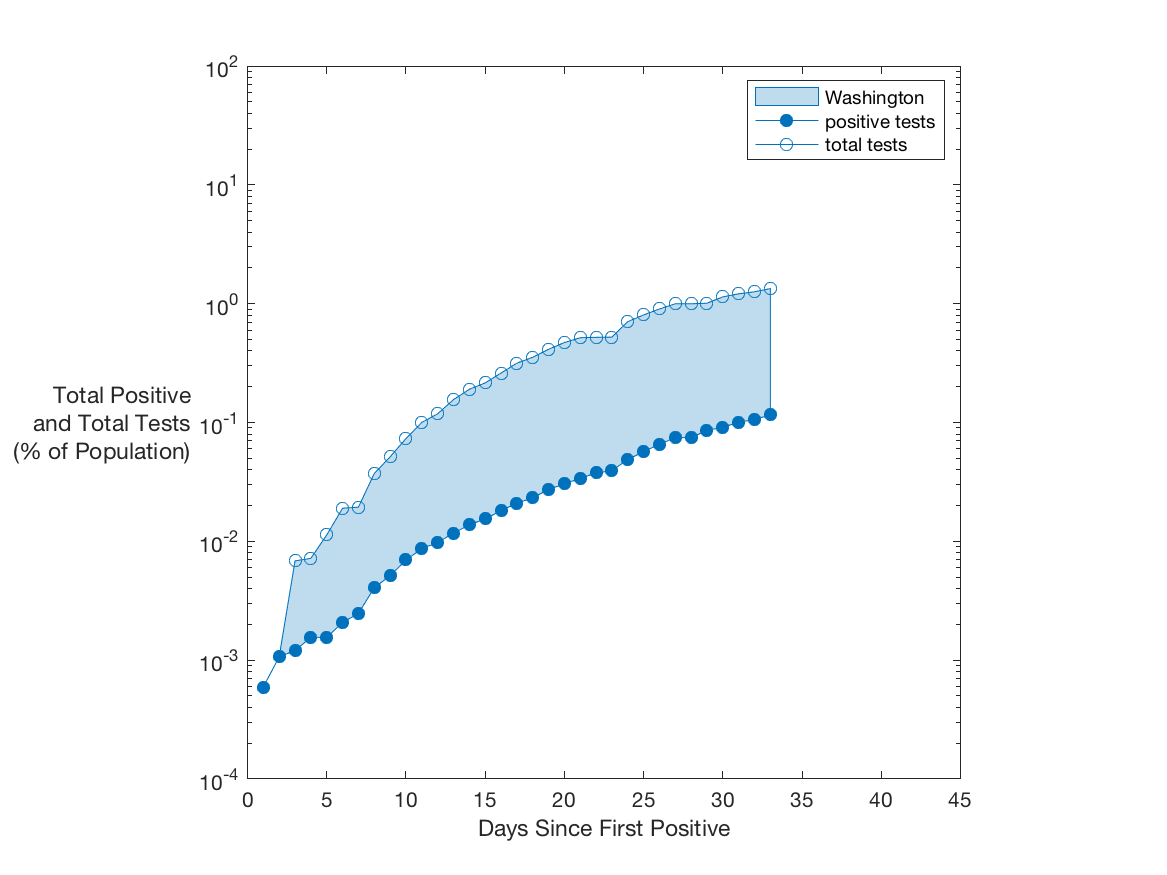 10^2
10^1
10^0
10^-1
10^-2
10^-3
10^-4
Total Positive
and Total Tests
(% of Population)
Washington
positive tests
total tests
0 5 10 15 20 25 30 35 40 45
Days Since First Positive